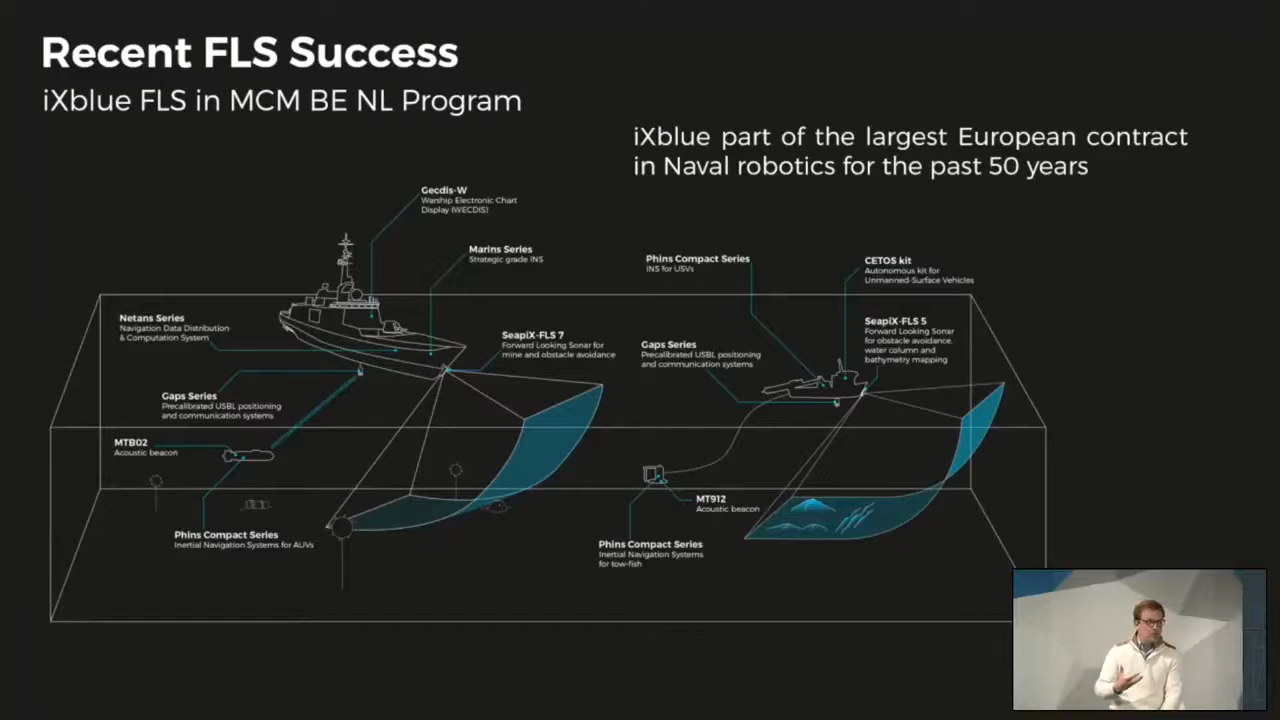 Recent FLS Success
iXblue FLS in MCM BE NL Program
iXblue part of the largest European contract
in Naval robotics for the past 50 years
Gecdis-W
Warship Electronic Chart
Display (WECDIS)
Marins Series
Strategic grade INS
Netans Series
Navigation Data Distribution
& Computation System
SeapiX-FLS 7
Forward Looking Sonar for
mine and obstacle avoidance
Gaps Series
Precalibrated USBL positioning
and communication systems
MTB02
Acoustic beacon
Phins Compact Series
Inertial Navigation Systems for AUVs
Phins Compact Series
INS for USVs
CETOS kit
Autonomous kit for
Unmanned-Surface Vehicles
SeapiX-FLS 5
Forward Looking Sonar
for obstacle avoidance,
water column and
bathymetry mapping
Gaps Series
Precalibrated USBL positioning
and communication systems
MT912
Acoustic beacon
Phins Compact Series
Inertial Navigation Systems
for tow-fish